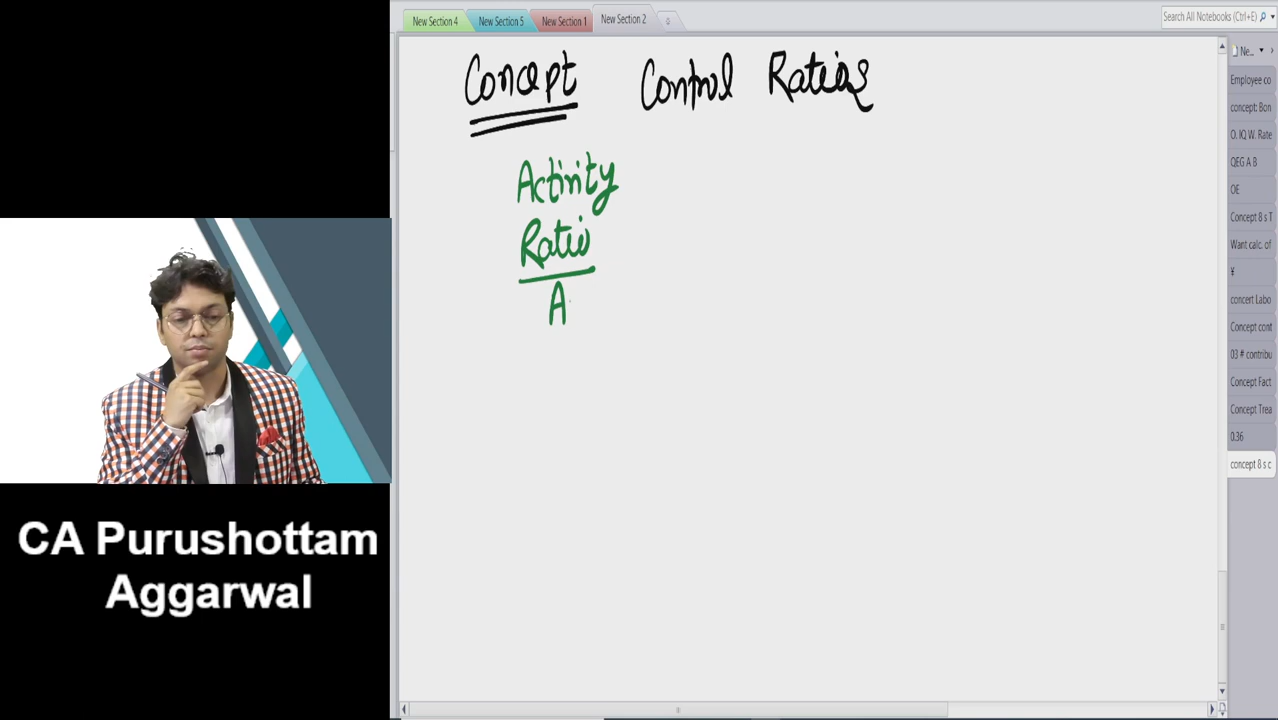 New Section 4 New Section 5 New Section 1 New Section 2
Search All Notebooks (Ctrl+E)
Concept Control Ratios
Activity
Ratio
A
Ne...
Employee co
concept: Bon
O. IQ W. Rate
QEG A B
OE
Concept 8 s T
Want calc. of
¥
concert Labo
Concept cont
03 # contribu
Concept Fact
Concept Trea
0.36
concept 8 s c
CA Purushottam
Aggarwal